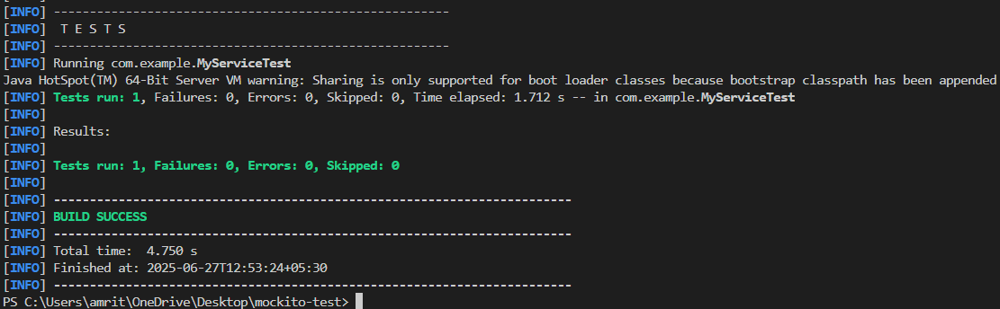 [INFO] -------------------------------------------------------
[INFO]  T E S T S
[INFO] -------------------------------------------------------
[INFO] Running com.example.MyServiceTest
Java HotSpot(TM) 64-Bit Server VM warning: Sharing is only supported for boot loader classes because bootstrap classpath has been appended
[INFO] Tests run: 1, Failures: 0, Errors: 0, Skipped: 0, Time elapsed: 1.712 s -- in com.example.MyServiceTest
[INFO]
[INFO] Results:
[INFO]
[INFO] Tests run: 1, Failures: 0, Errors: 0, Skipped: 0
[INFO]
[INFO] ------------------------------------------------------------------------
[INFO] BUILD SUCCESS
[INFO] ------------------------------------------------------------------------
[INFO] Total time:  4.750 s
[INFO] Finished at: 2025-06-27T12:53:24+05:30
[INFO] ------------------------------------------------------------------------
PS C:\Users\amrit\OneDrive\Desktop\mockito-test>